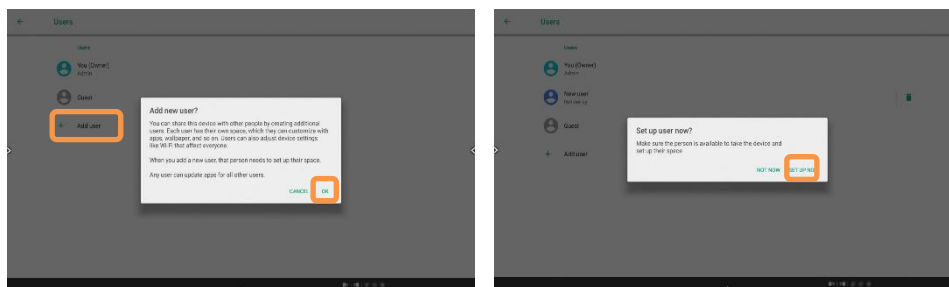 Users
Users
You (Owner)
Admin
Guest
Add user
Add new user?
You can share this device with other people by creating additional
users. Each user has their own space, which they can customize with
apps, wallpaper, and so on. Users can also adjust device settings
like Wi-Fi that affect everyone.
When you add a new user, that person needs to set up their space.
Any user can update apps for all other users.
CANCEL OK
Users
Users
You (Owner)
Admin
New user
Not set up
Guest
Add user
Set up user now?
Make sure the person is available to take the device and
set up their space
NOT NOW SET UP NO